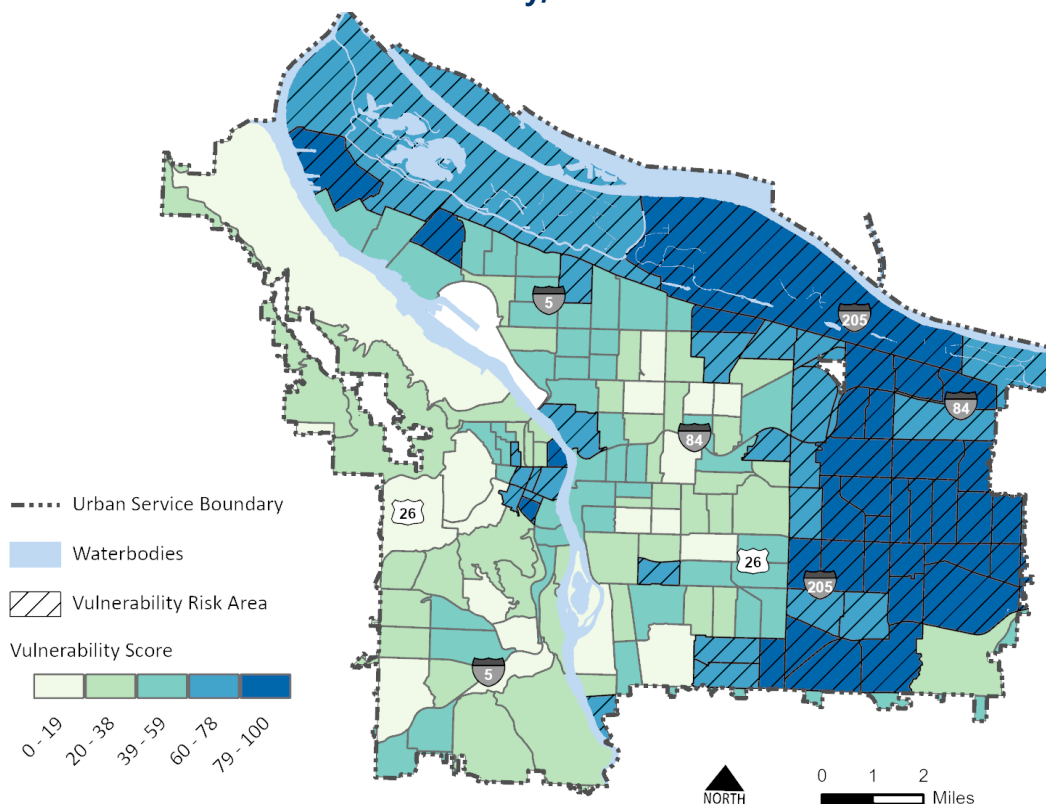 5
205
84
84
26
26
205
5
Urban Service Boundary
Waterbodies
Vulnerability Risk Area
Vulnerability Score
0 - 19
20 - 38
39 - 59
60 - 78
79 - 100
NORTH
0 1 2
Miles